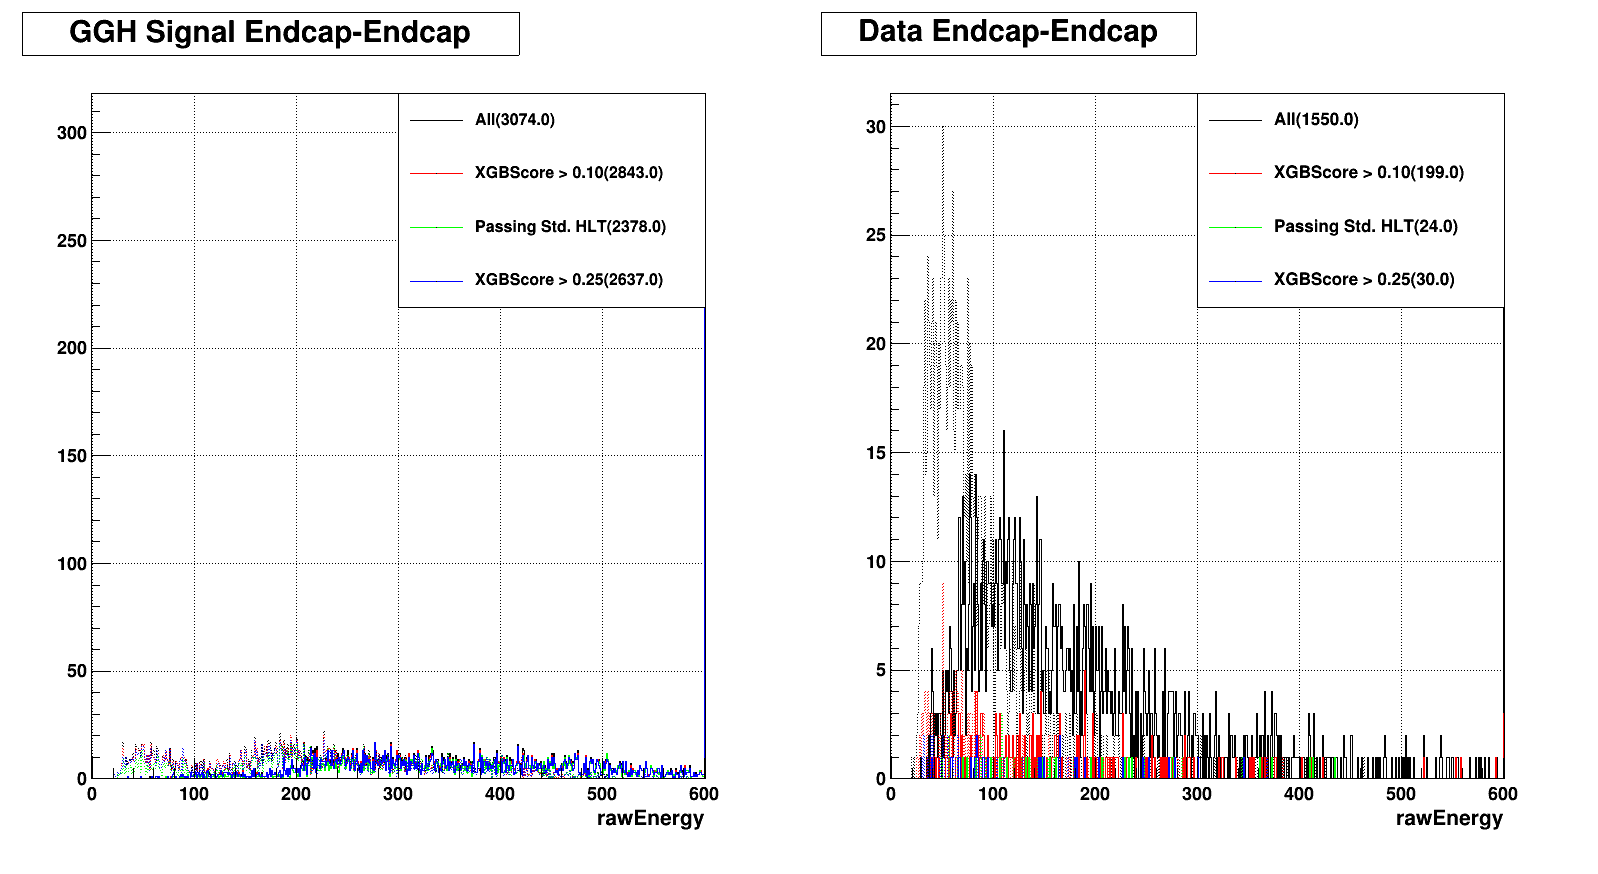 GGH Signal Endcap-Endcap
All(3074.0)
XGBScore > 0.10(2843.0)
Passing Std. HLT(2378.0)
XGBScore > 0.25(2637.0)
300
250
200
150
100
50
0
0 100 200 300 400 500 600
rawEnergy
Data Endcap-Endcap
All(1550.0)
XGBScore > 0.10(199.0)
Passing Std. HLT(24.0)
XGBScore > 0.25(30.0)
30
25
20
15
10
5
0
0 100 200 300 400 500 600
rawEnergy